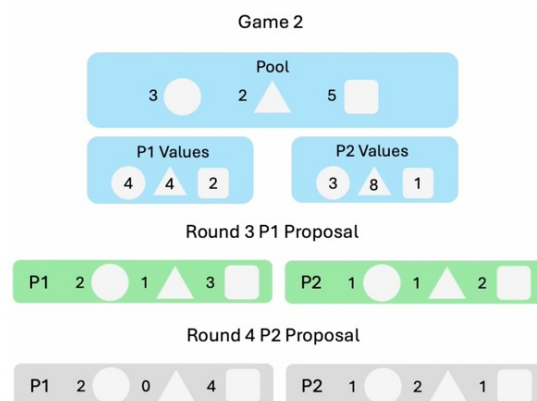 Game 2
Pool
3 2 5
P1 Values P2 Values
4 4 2 3 8 1
Round 3 P1 Proposal
P1 2 1 3 P2 1 1 2
Round 4 P2 Proposal
P1 2 0 4 P2 1 2 1